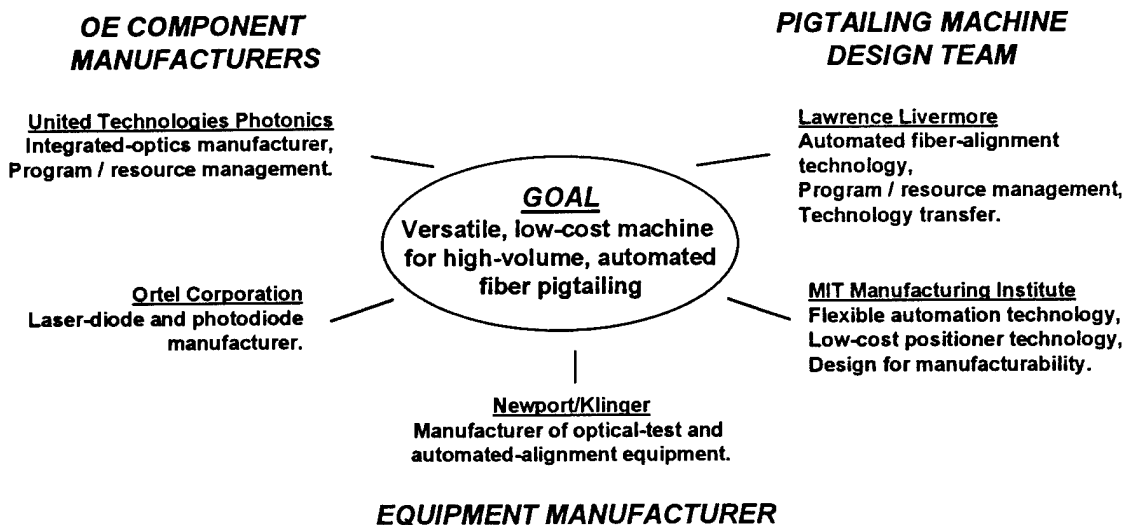 OE COMPONENT
MANUFACTURERS
PIGTAILING MACHINE
DESIGN TEAM
United Technologies Photonics
Integrated-optics manufacturer,
Program / resource management.
Lawrence Livermore
Automated fiber-alignment
technology,
Program / resource management,
Technology transfer.
GOAL
Versatile, low-cost machine
for high-volume, automated
fiber pigtailing
Ortel Corporation
Laser-diode and photodiode
manufacturer.
MIT Manufacturing Institute
Flexible automation technology,
Low-cost positioner technology,
Design for manufacturability.
Newport/Klinger
Manufacturer of optical-test and
automated-alignment equipment.
EQUIPMENT MANUFACTURER